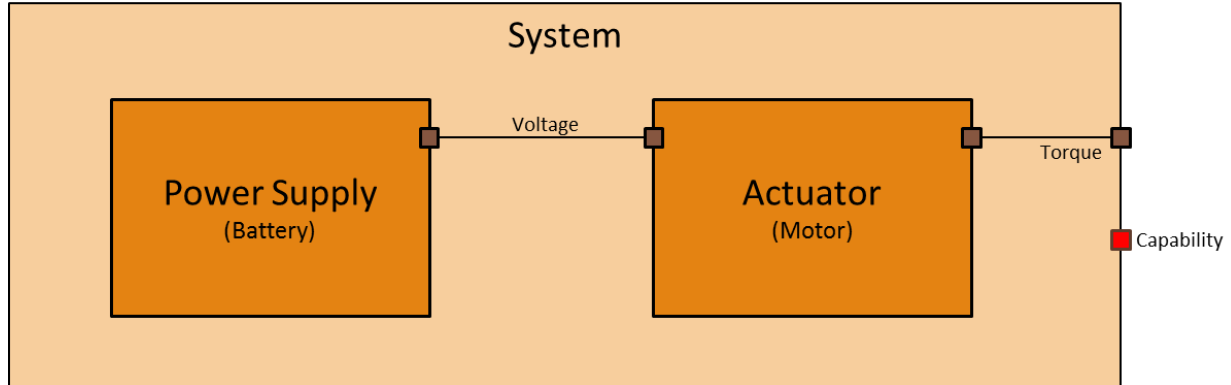 System
Voltage
Torque
Power Supply
(Battery)
Actuator
(Motor)
Capability